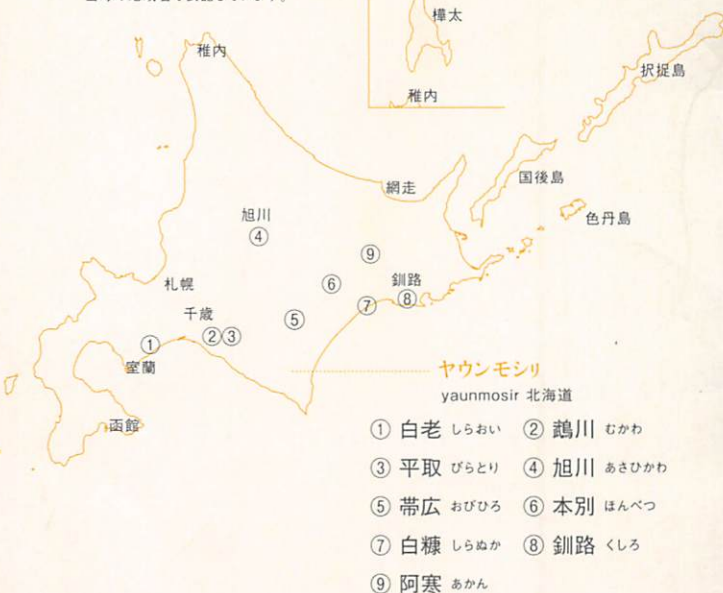 樺太
稚内
稚内
択捉島
網走
国後島
色丹島
旭川
④
⑨
札幌
⑥
釧路
千歳
⑤
⑦
⑧
①
②③
室蘭
函館
ヤウンモシㇼ
yaunmosir 北海道
① 白老 しらおい ② 鵡川 むかわ
③ 平取 びらとり ④ 旭川 あさひかわ
⑤ 帯広 おびひろ ⑥ 本別 ほんべつ
⑦ 白糠 しらぬか ⑧ 釧路 くしろ
⑨ 阿寒 あかん